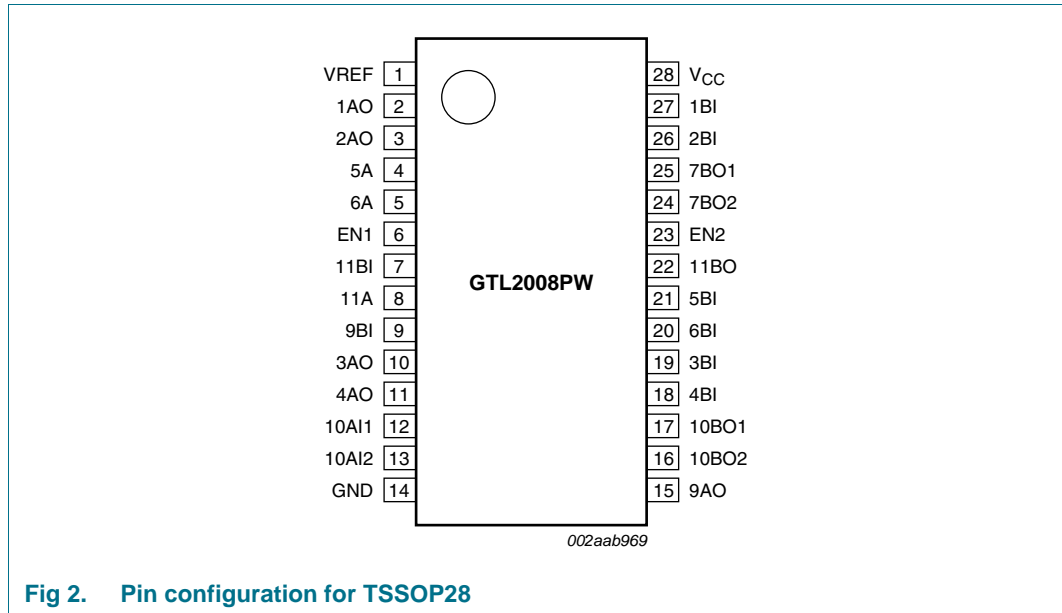 VREF 1 28 VCC
1AO 2 27 1BI
2AO 3 26 2BI
5A 4 25 7BO1
6A 5 24 7BO2
EN1 6 23 EN2
11BI 7 22 11BO
GTL2008PW
11A 8 21 5BI
9BI 9 20 6BI
3AO 10 19 3BI
4AO 11 18 4BI
10AI1 12 17 10BO1
10AI2 13 16 10BO2
GND 14 15 9AO
002aab969
Fig 2. Pin configuration for TSSOP28